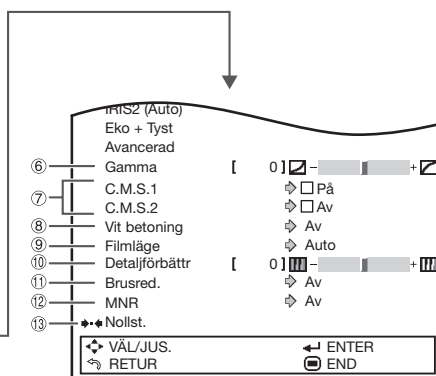 IRIS2 (Auto)
Eko + Tyst
Avancerad
⑥ Gamma [ 0 ] - +
⑦ C.M.S.1 På
C.M.S.2 Av
⑧ Vit betoning Av
⑨ Filmläge Auto
⑩ Detaljförbättr [ 0 ] - +
⑪ Brusred. Av
⑫ MNR Av
⑬ Nollst.
VÄL/JUS. ENTER
RETUR END